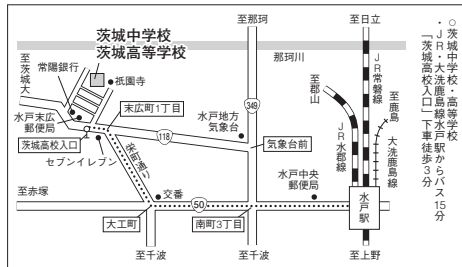 ○茨城中学校・高等学校
・JR・大洗鹿島線水戸駅からバス15分
「茨城高校入口」下車徒歩3分
至日立
至那珂
那珂川
茨城中学校
茨城高等学校
至茨城大
常陽銀行
祇園寺
水戸末広
郵便局
末広町1丁目
茨城高校入口
セブンイレブン
栄町通り
118
349
水戸地方
気象台
気象台前
至郡山
JR常磐線
JR水郡線
至鹿島
大洗鹿島線
水戸中央
郵便局
水戸駅
交番
至赤塚
50
大工町
南町3丁目
至千波
至千波
至上野